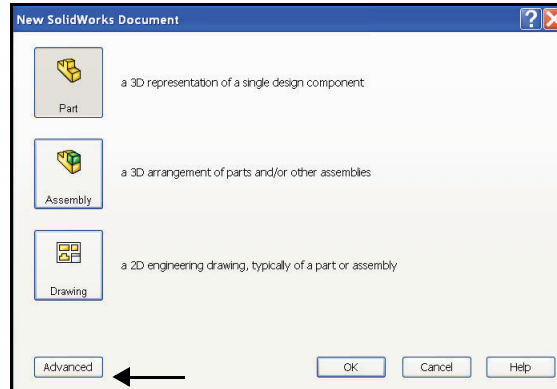 New SolidWorks Document
Part
a 3D representation of a single design component
Assembly
a 3D arrangement of parts and/or other assemblies
Drawing
a 2D engineering drawing, typically of a part or assembly
Advanced
OK
Cancel
Help